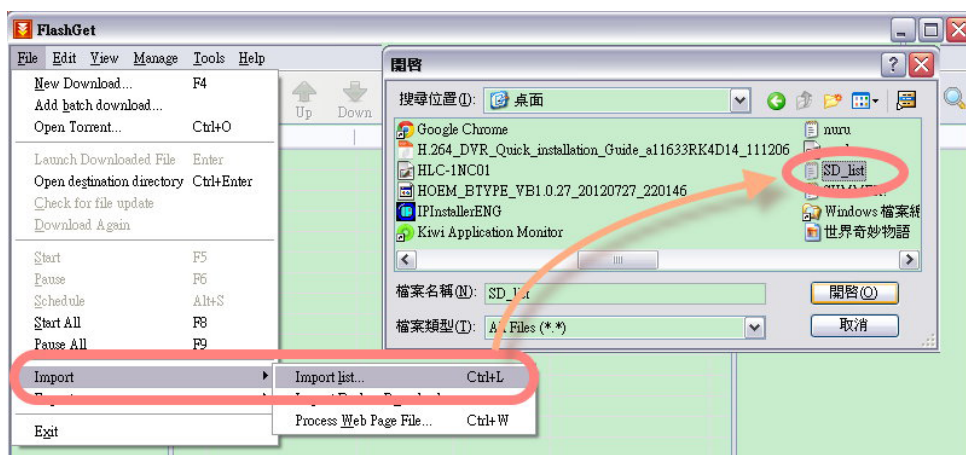 FlashGet
File Edit View Manage Tools Help
New Download... F4
Add batch download...
Open Torrent... Ctrl+O
Launch Downloaded File Enter
Open destination directory Ctrl+Enter
Check for file update
Download Again
Start F5
Pause F6
Schedule Alt+S
Start All F8
Pause All F9
Import
Exit
Import list... Ctrl+L
Process Web Page File... Ctrl+W
Up Down
開啟
搜尋位置(I): 桌面
Google Chrome
H.264_DVR_Quick_installation_Guide_a11633RK4D14_111206
HLC-1NC01
HOEM_BTYPE_VB1.0.27_20120727_220146
IPInstallerENG
Kiwi Application Monitor
nuru
SD_list
Windows 檔案總
世界奇妙物語
檔案名稱(N): SD_list
開啟(O)
檔案類型(T): All Files (*.*)
取消